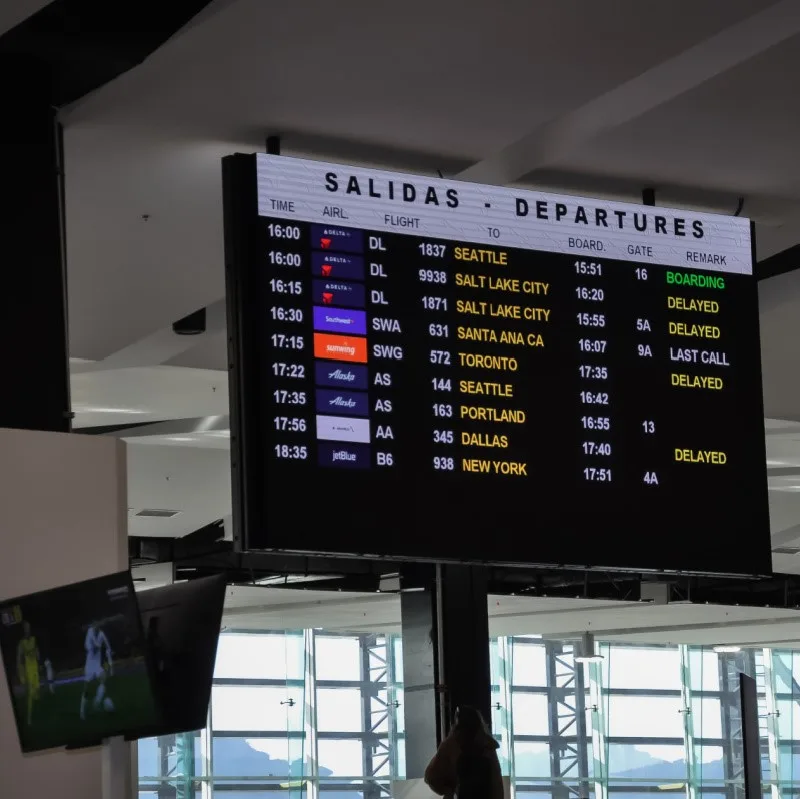 SALIDAS - DEPARTURES
TIME AIRL. FLIGHT TO BOARD. GATE REMARK
16:00 DELTA DL 1837 SEATTLE 15:51 16 BOARDING
16:00 DELTA DL 9938 SALT LAKE CITY 16:20 DELAYED
16:15 DELTA DL 1871 SALT LAKE CITY 15:55 5A DELAYED
16:30 Southwest SWA 631 SANTA ANA CA 16:07 9A LAST CALL
17:15 sunwing SWG 572 TORONTO 17:35 DELAYED
17:22 Alaska AS 144 SEATTLE 16:42
17:35 Alaska AS 163 PORTLAND 16:55 13
17:56 AA 345 DALLAS 17:40 DELAYED
18:35 jetBlue B6 938 NEW YORK 17:51 4A